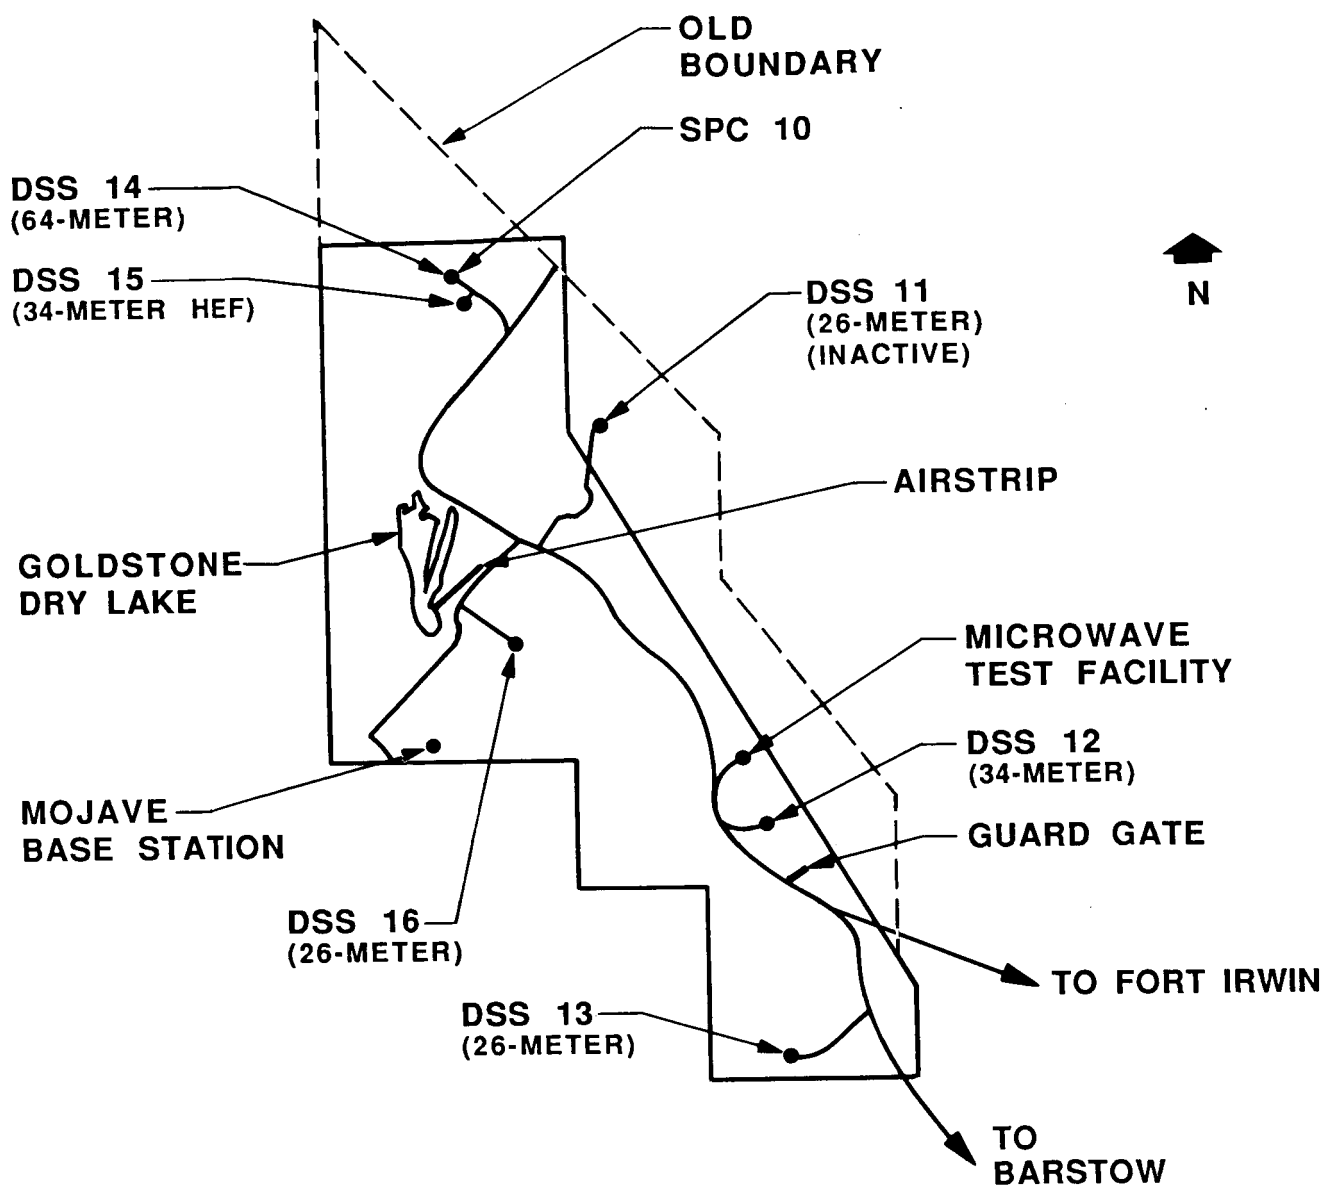 OLD
BOUNDARY
SPC 10
DSS 14
(64-METER)
DSS 15
(34-METER HEF)
N
DSS 11
(26-METER)
(INACTIVE)
AIRSTRIP
GOLDSTONE
DRY LAKE
MICROWAVE
TEST FACILITY
DSS 12
(34-METER)
MOJAVE
BASE STATION
GUARD GATE
DSS 16
(26-METER)
TO FORT IRWIN
DSS 13
(26-METER)
TO
BARSTOW